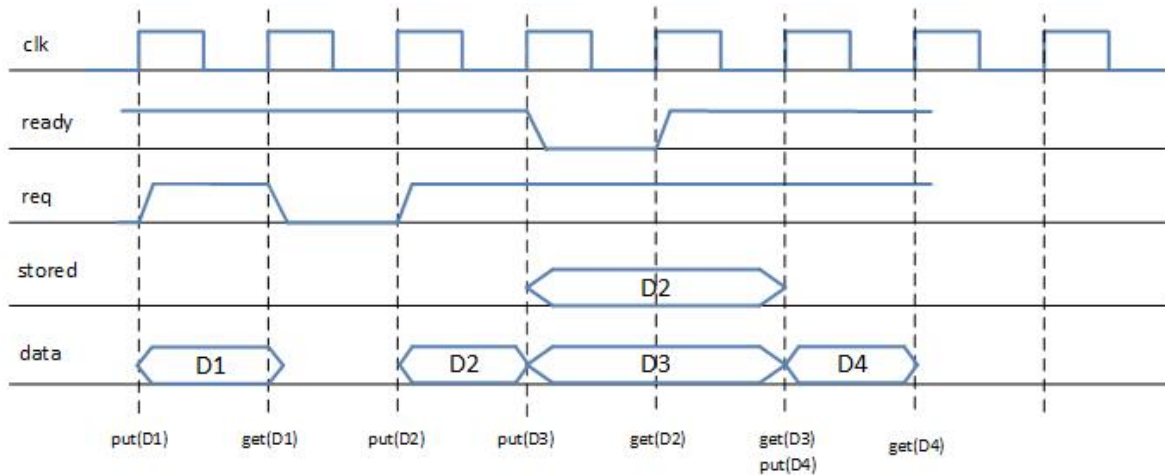 clk
ready
req
stored
D2
data
D1
D2
D3
D4
put(D1)
get(D1)
put(D2)
put(D3)
get(D2)
get(D3)
put(D4)
get(D4)